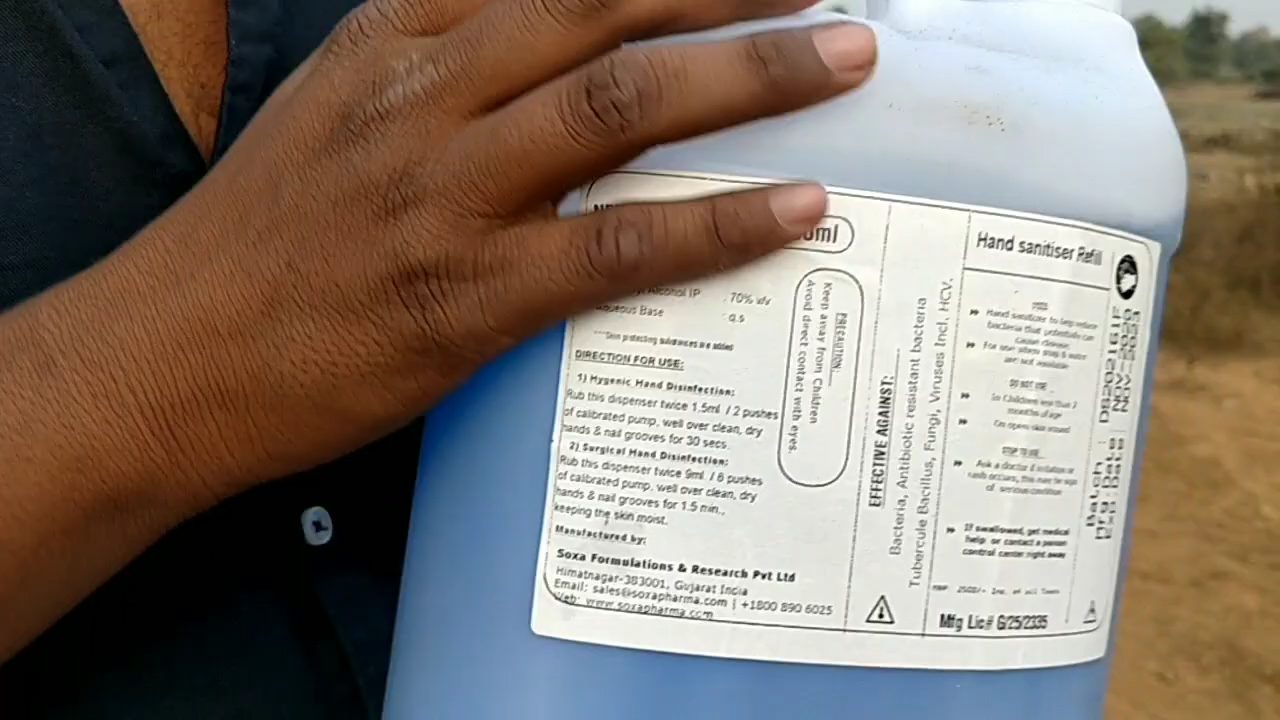 0ml
Alcohol IP : 70% v/v
Aqueous Base : q.s
***Skin protecting substances are added
DIRECTION FOR USE:
1) Hygenic Hand Disinfection:
Rub this dispenser twice 1.5ml / 2 pushes
of calibrated pump, well over clean, dry
hands & nail grooves for 30 secs.
2) Surgical Hand Disinfection:
Rub this dispenser twice 9ml / 6 pushes
of calibrated pump, well over clean, dry
hands & nail grooves for 1.5 min.,
keeping the skin moist.
Manufactured by:
Soxa Formulations & Research Pvt Ltd
Himatnagar-383001, Gujarat India
Email: sales@soxapharma.com | +1800 890 6025
Web: www.soxapharma.com
PRECAUTION:
Keep away from Children
Avoid direct contact with eyes.
EFFECTIVE AGAINST:
Bacteria, Antibiotic resistant bacteria
Tubercule Bacillus, Fungi, Viruses Incl. HCV.
Hand sanitiser Refill
Hand sanitizer to help reduce
bacteria that potentially can
cause disease
For use when soap & water
are not available
DO NOT USE
In Children less than 2
months of age
On open skin wound
STOP TO USE
Ask a doctor if irritation or
rash occurs, this may be sign
of serious condition
If swallowed, get medical
help or contact a poison
control center right away
Mfg Lic# G/25/2335
Batch :